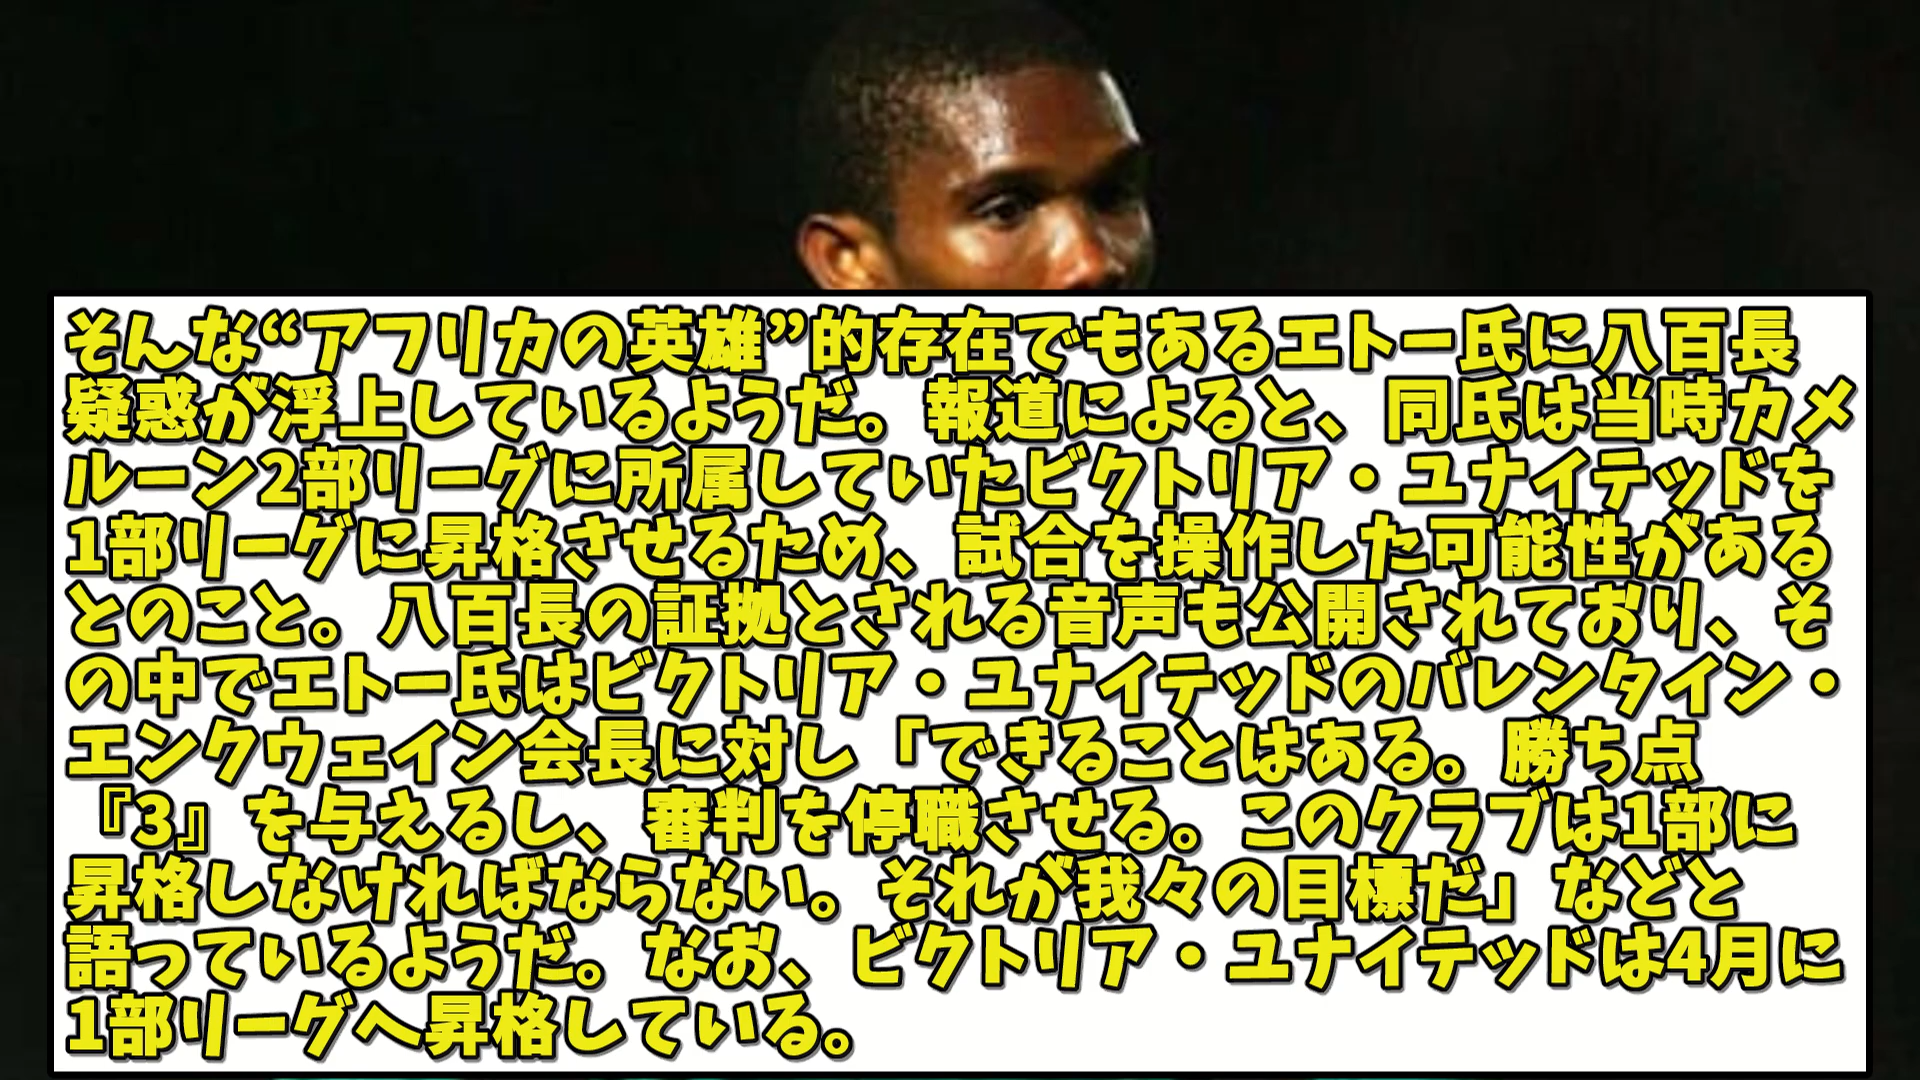 そんな“アフリカの英雄”的存在でもあるエトー氏に八百長
疑惑が浮上しているようだ。報道によると、同氏は当時カメ
ルーン2部リーグに所属していたビクトリア・ユナイテッドを
1部リーグに昇格させるため、試合を操作した可能性がある
とのこと。八百長の証拠とされる音声も公開されており、そ
の中でエトー氏はビクトリア・ユナイテッドのバレンタイン・
エンクウェイン会長に対し「できることはある。勝ち点
『3』を与えるし、審判を停職させる。このクラブは1部に
昇格しなければならない。それが我々の目標だ」などと
語っているようだ。なお、ビクトリア・ユナイテッドは4月に
1部リーグへ昇格している。